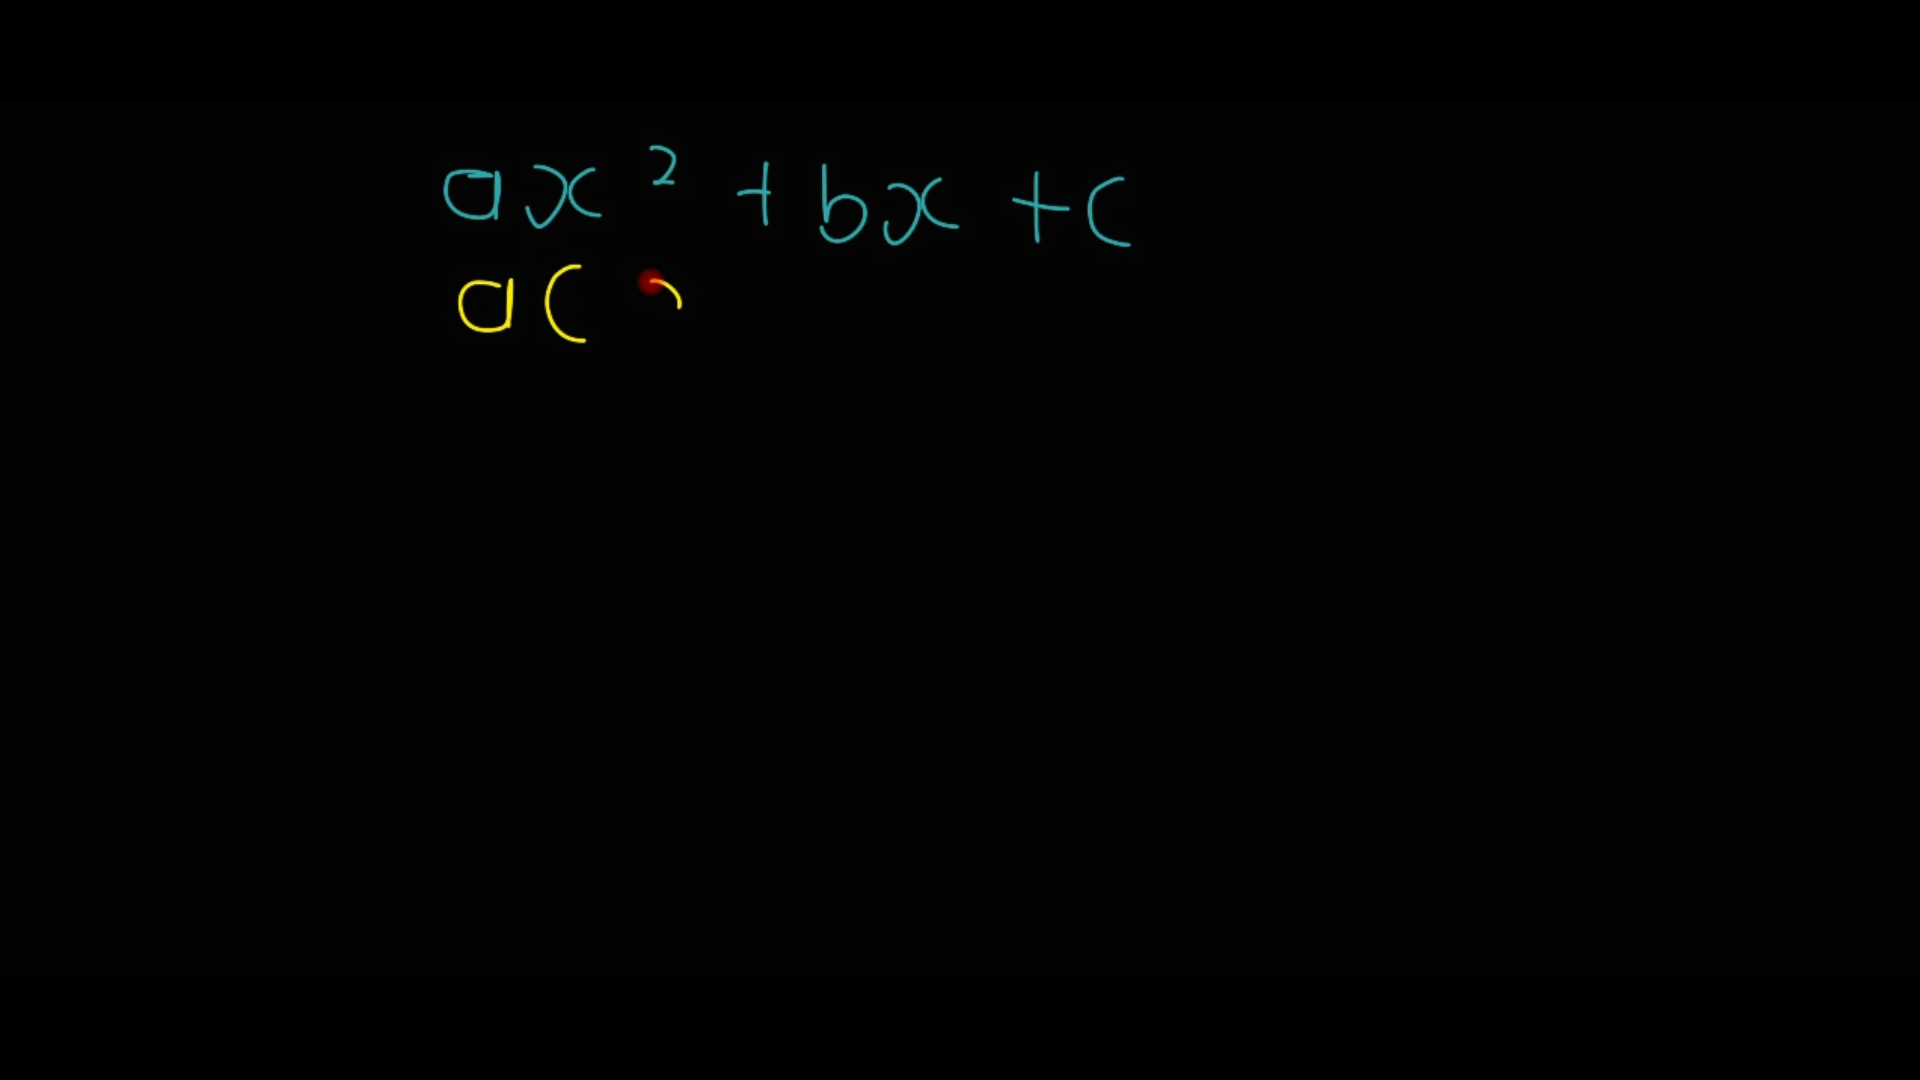 ax² + bx + c
a(